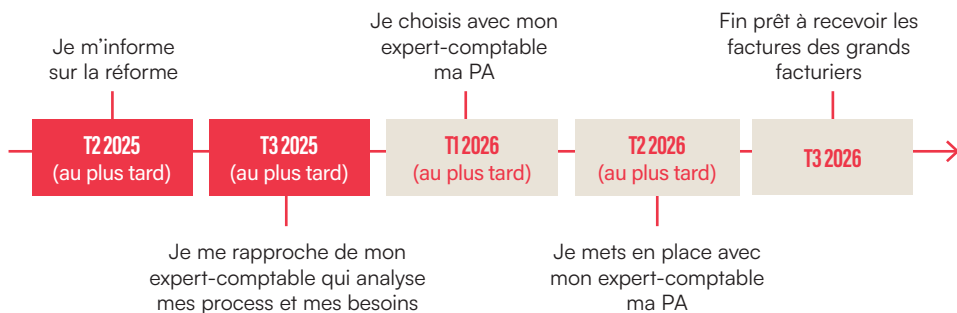 Je m’informe
sur la réforme
Je choisis avec mon
expert-comptable
ma PA
Fin prêt à recevoir les
factures des grands
facturiers
T2 2025
(au plus tard)
T3 2025
(au plus tard)
T1 2026
(au plus tard)
T2 2026
(au plus tard)
T3 2026
Je me rapproche de mon
expert-comptable qui analyse
mes process et mes besoins
Je mets en place avec
mon expert-comptable
ma PA